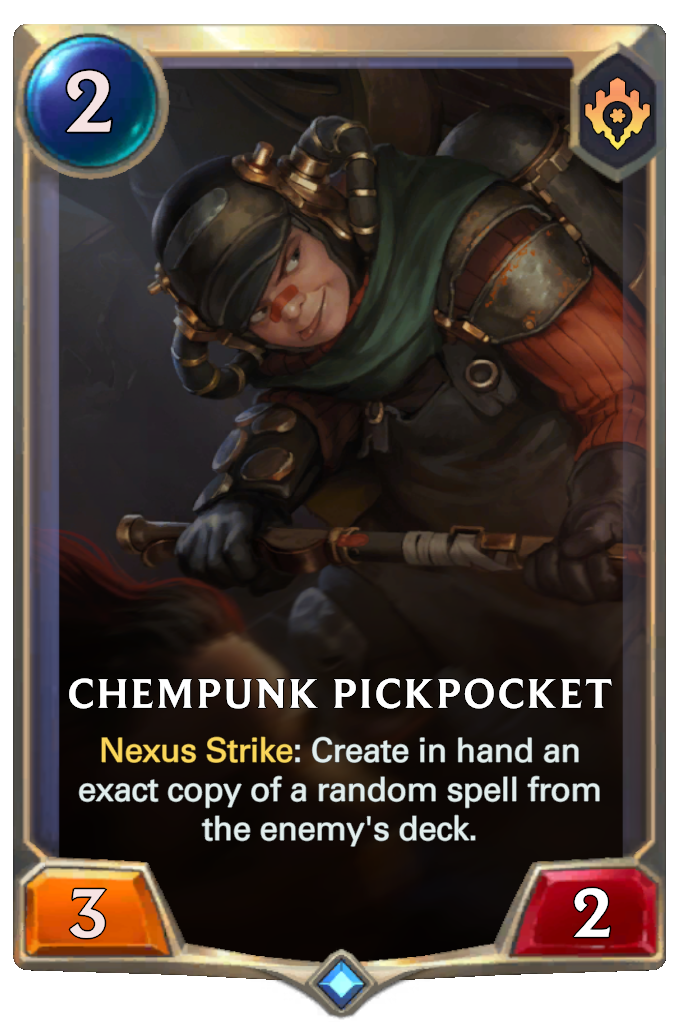 2
CHEMPUNK PICKPOCKET
Nexus Strike: Create in hand an
exact copy of a random spell from
the enemy's deck.
3
2